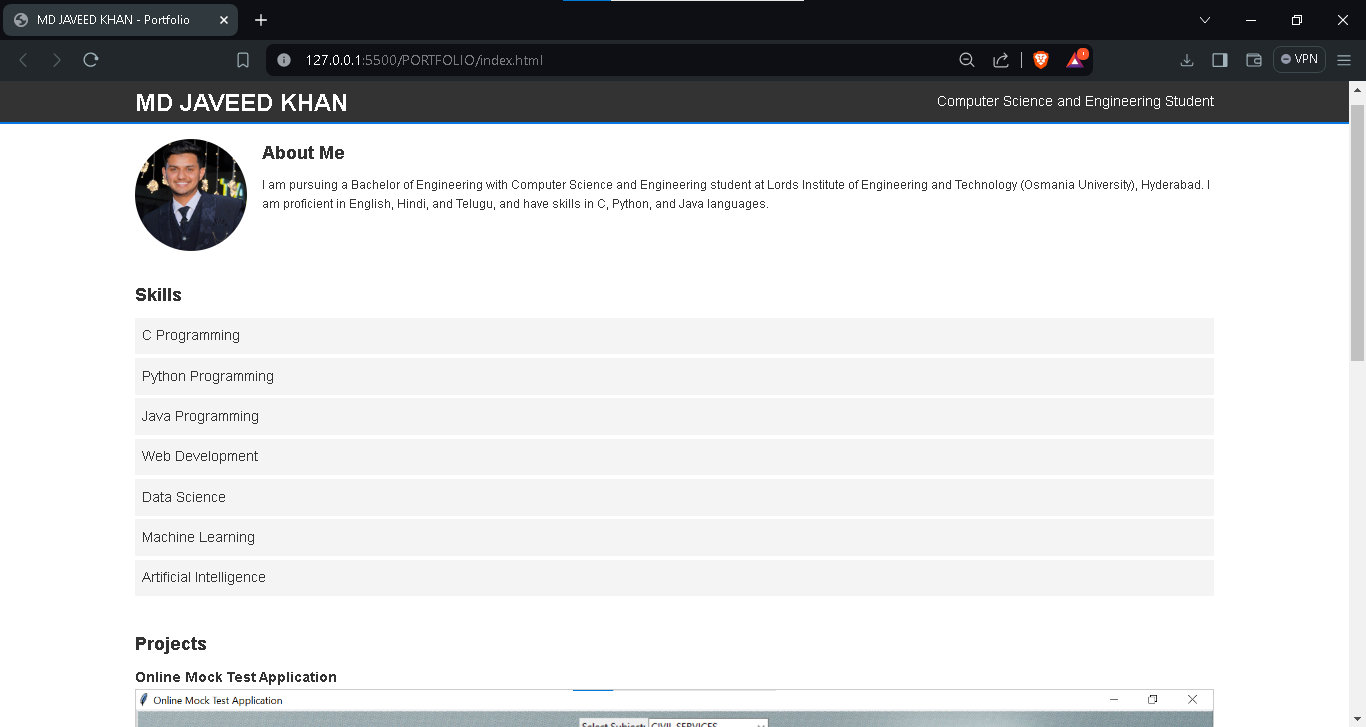 MD JAVEED KHAN - Portfolio
127.0.0.1:5500/PORTFOLIO/index.html
VPN
MD JAVEED KHAN
Computer Science and Engineering Student
About Me
I am pursuing a Bachelor of Engineering with Computer Science and Engineering student at Lords Institute of Engineering and Technology (Osmania University), Hyderabad. I
am proficient in English, Hindi, and Telugu, and have skills in C, Python, and Java languages.
Skills
C Programming
Python Programming
Java Programming
Web Development
Data Science
Machine Learning
Artificial Intelligence
Projects
Online Mock Test Application
Online Mock Test Application
Select Subject: CIVIL SERVICES